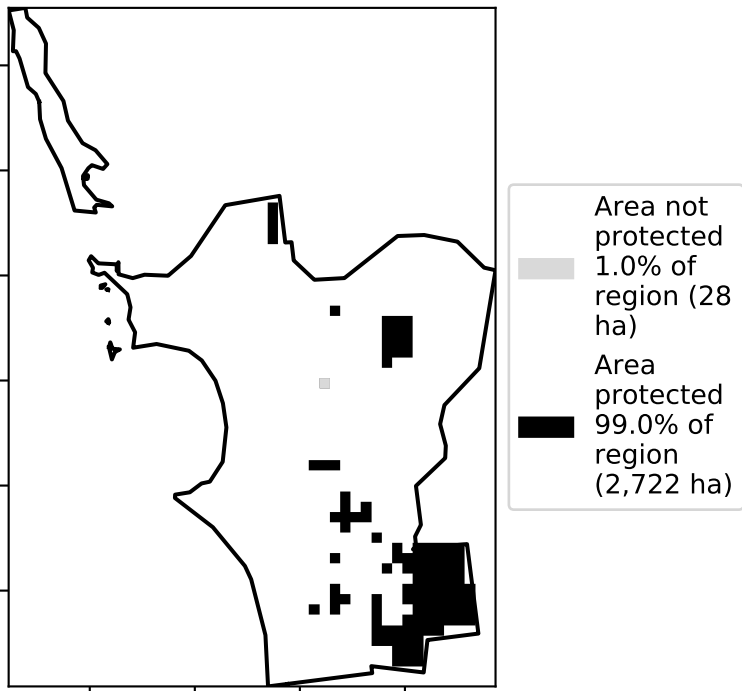 Area not
protected
1.0% of
region (28
ha)
Area
protected
99.0% of
region
(2,722 ha)